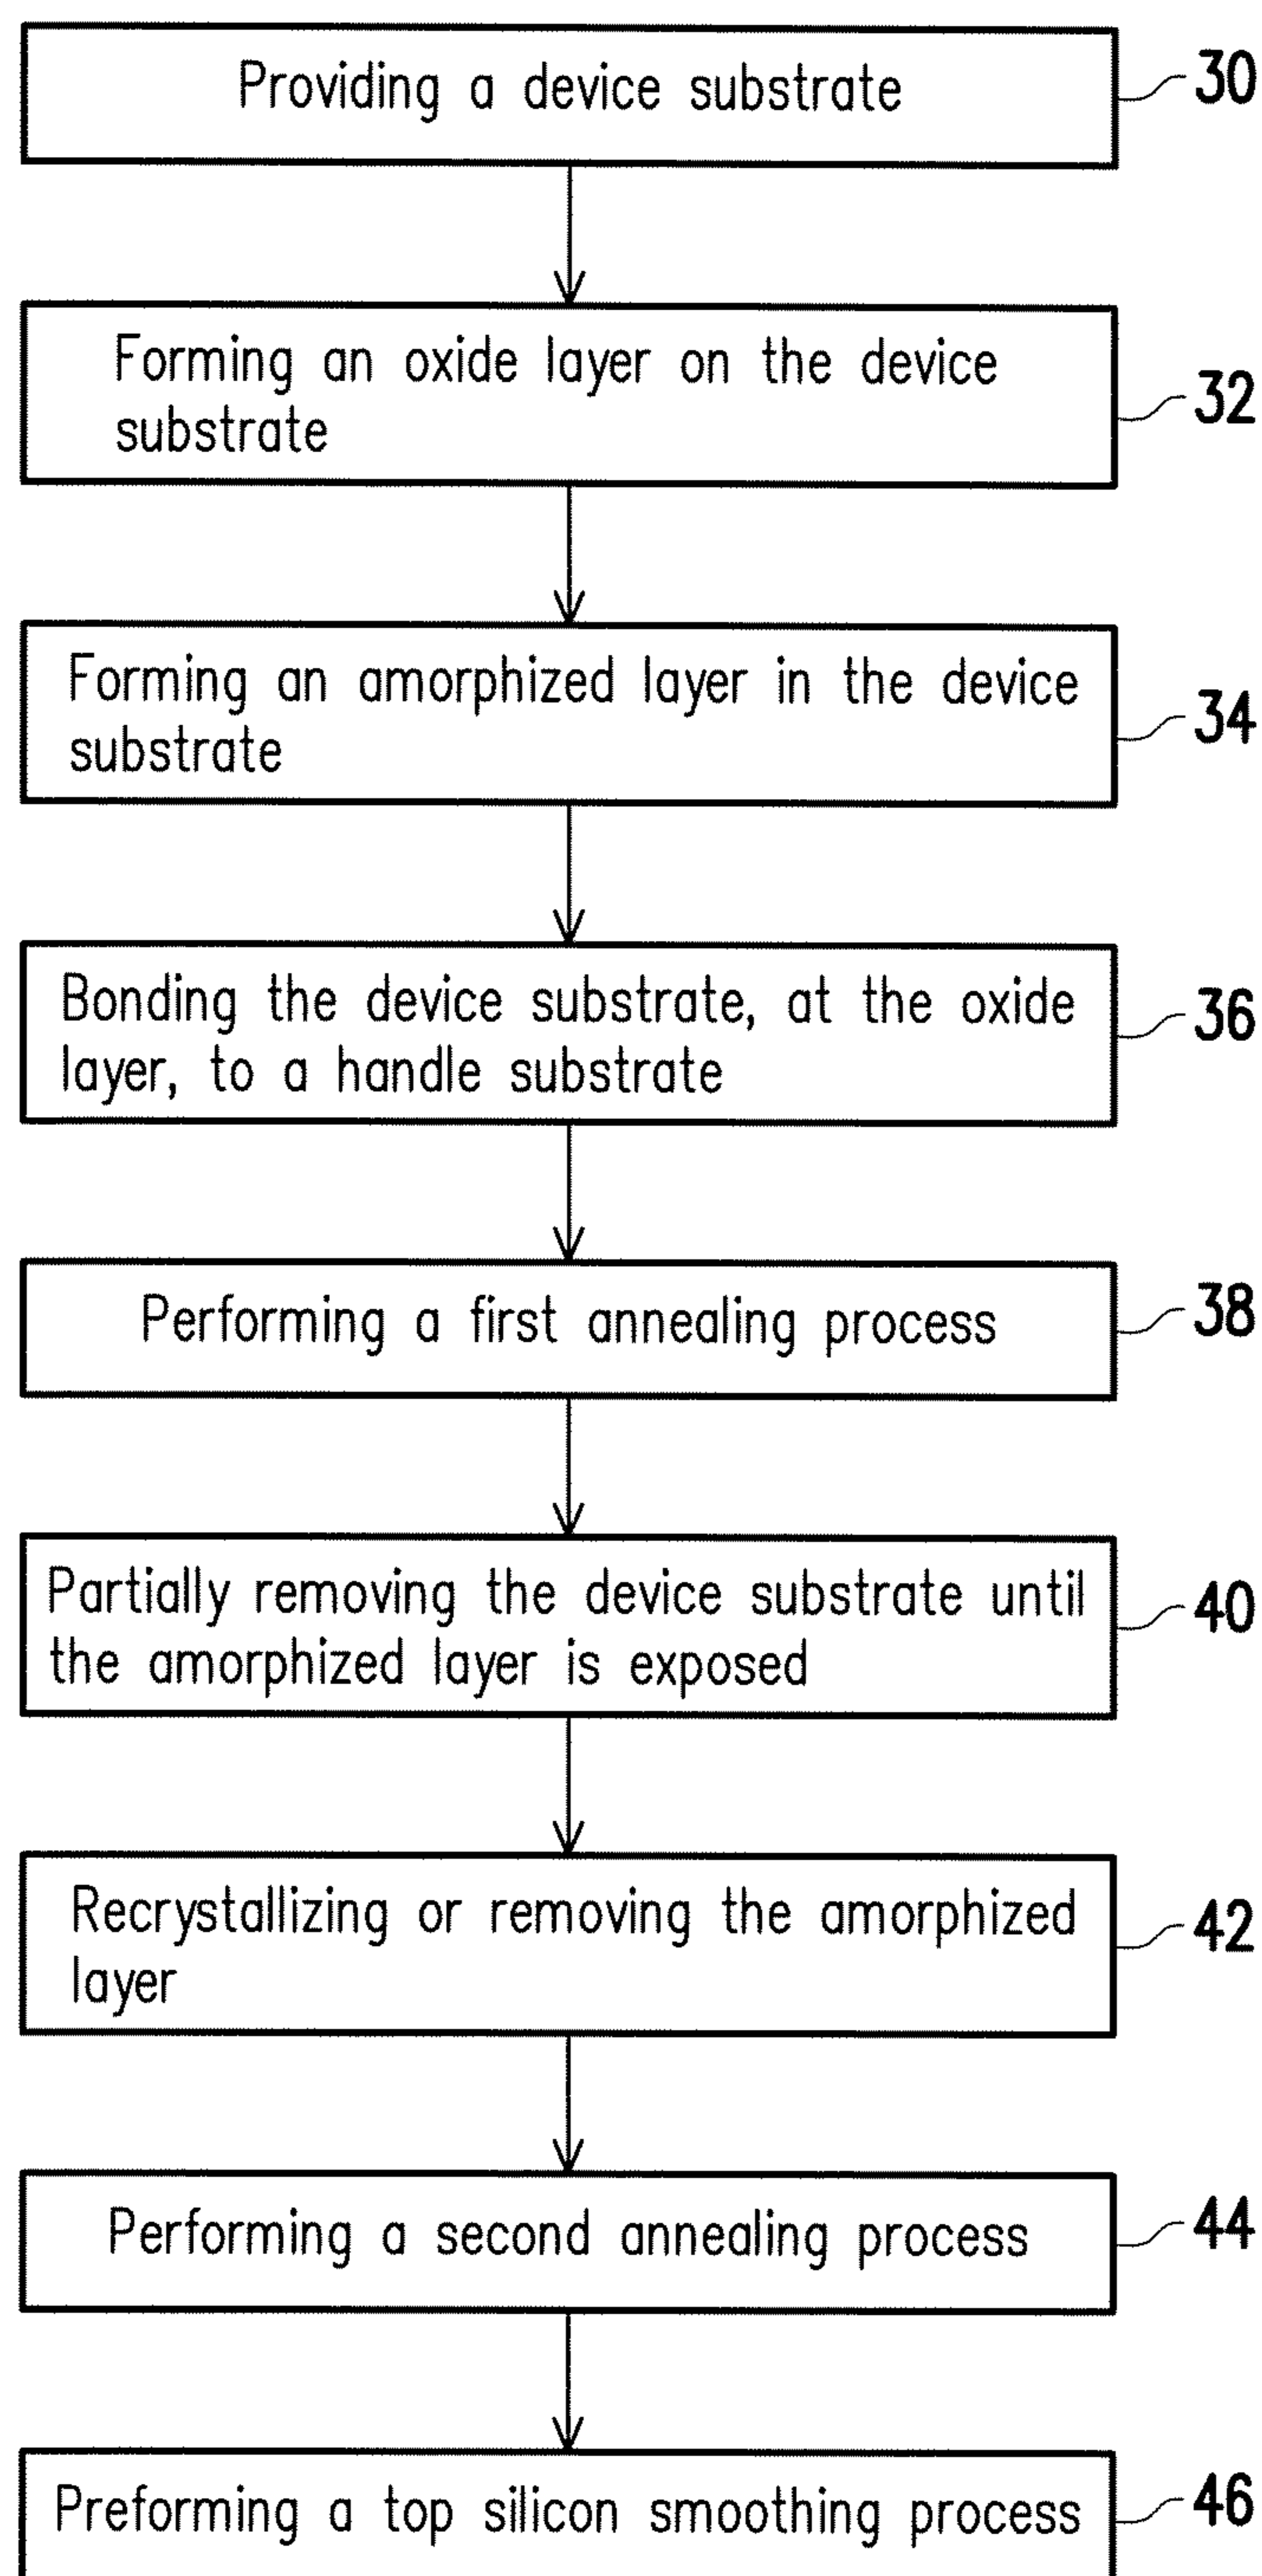 Providing a device substrate
30
Forming an oxide layer on the device
substrate
32
Forming an amorphized layer in the device
substrate
34
Bonding the device substrate, at the oxide
layer, to a handle substrate
36
Performing a first annealing process
38
Partially removing the device substrate until
the amorphized layer is exposed
40
Recrystallizing or removing the amorphized
layer
42
Performing a second annealing process
44
Preforming a top silicon smoothing process
46